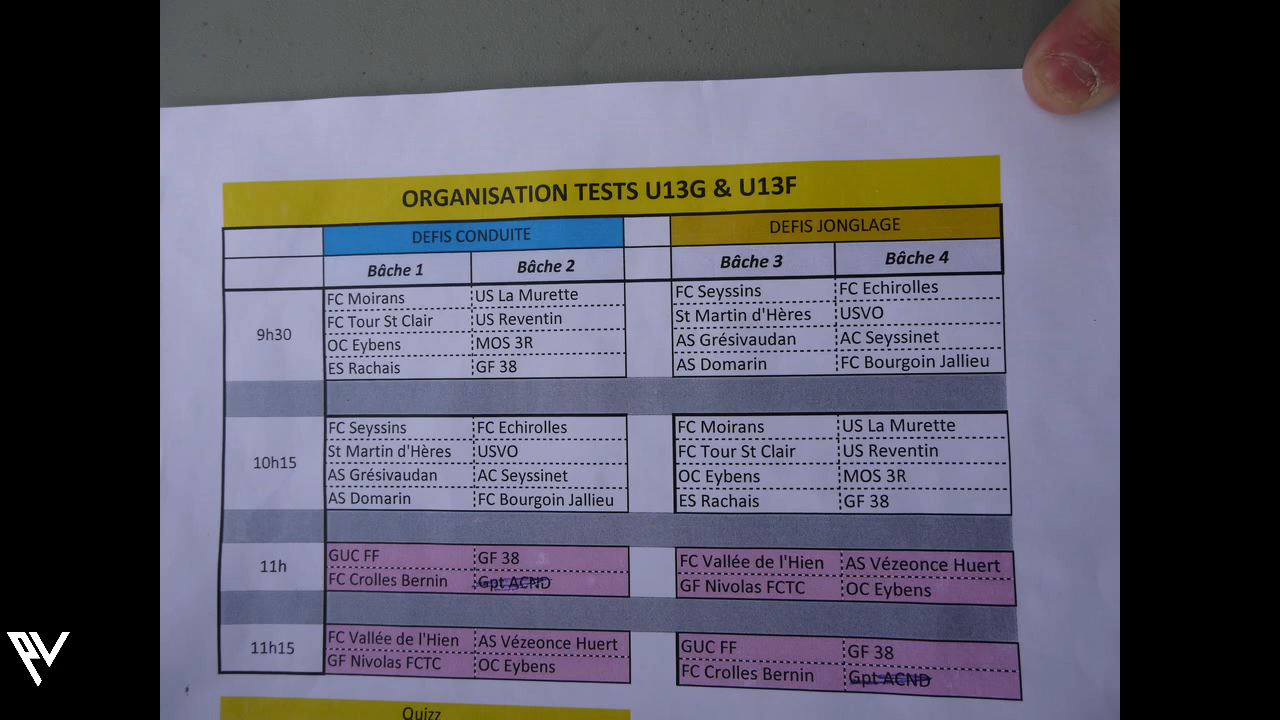 ORGANISATION TESTS U13G & U13F
DEFIS CONDUITE DEFIS JONGLAGE
Bâche 1 Bâche 2 Bâche 3 Bâche 4
9h30
FC Moirans US La Murette FC Seyssins FC Echirolles
FC Tour St Clair US Reventin St Martin d'Hères USVO
OC Eybens MOS 3R AS Grésivaudan AC Seyssinet
ES Rachais GF 38 AS Domarin FC Bourgoin Jallieu
10h15
FC Seyssins FC Echirolles FC Moirans US La Murette
St Martin d'Hères USVO FC Tour St Clair US Reventin
AS Grésivaudan AC Seyssinet OC Eybens MOS 3R
AS Domarin FC Bourgoin Jallieu ES Rachais GF 38
11h
GUC FF GF 38 FC Vallée de l'Hien AS Vézeonce Huert
FC Crolles Bernin Gpt ACND GF Nivolas FCTC OC Eybens
11h15
FC Vallée de l'Hien AS Vézeonce Huert GUC FF GF 38
GF Nivolas FCTC OC Eybens FC Crolles Bernin Gpt ACND
Quizz
PV